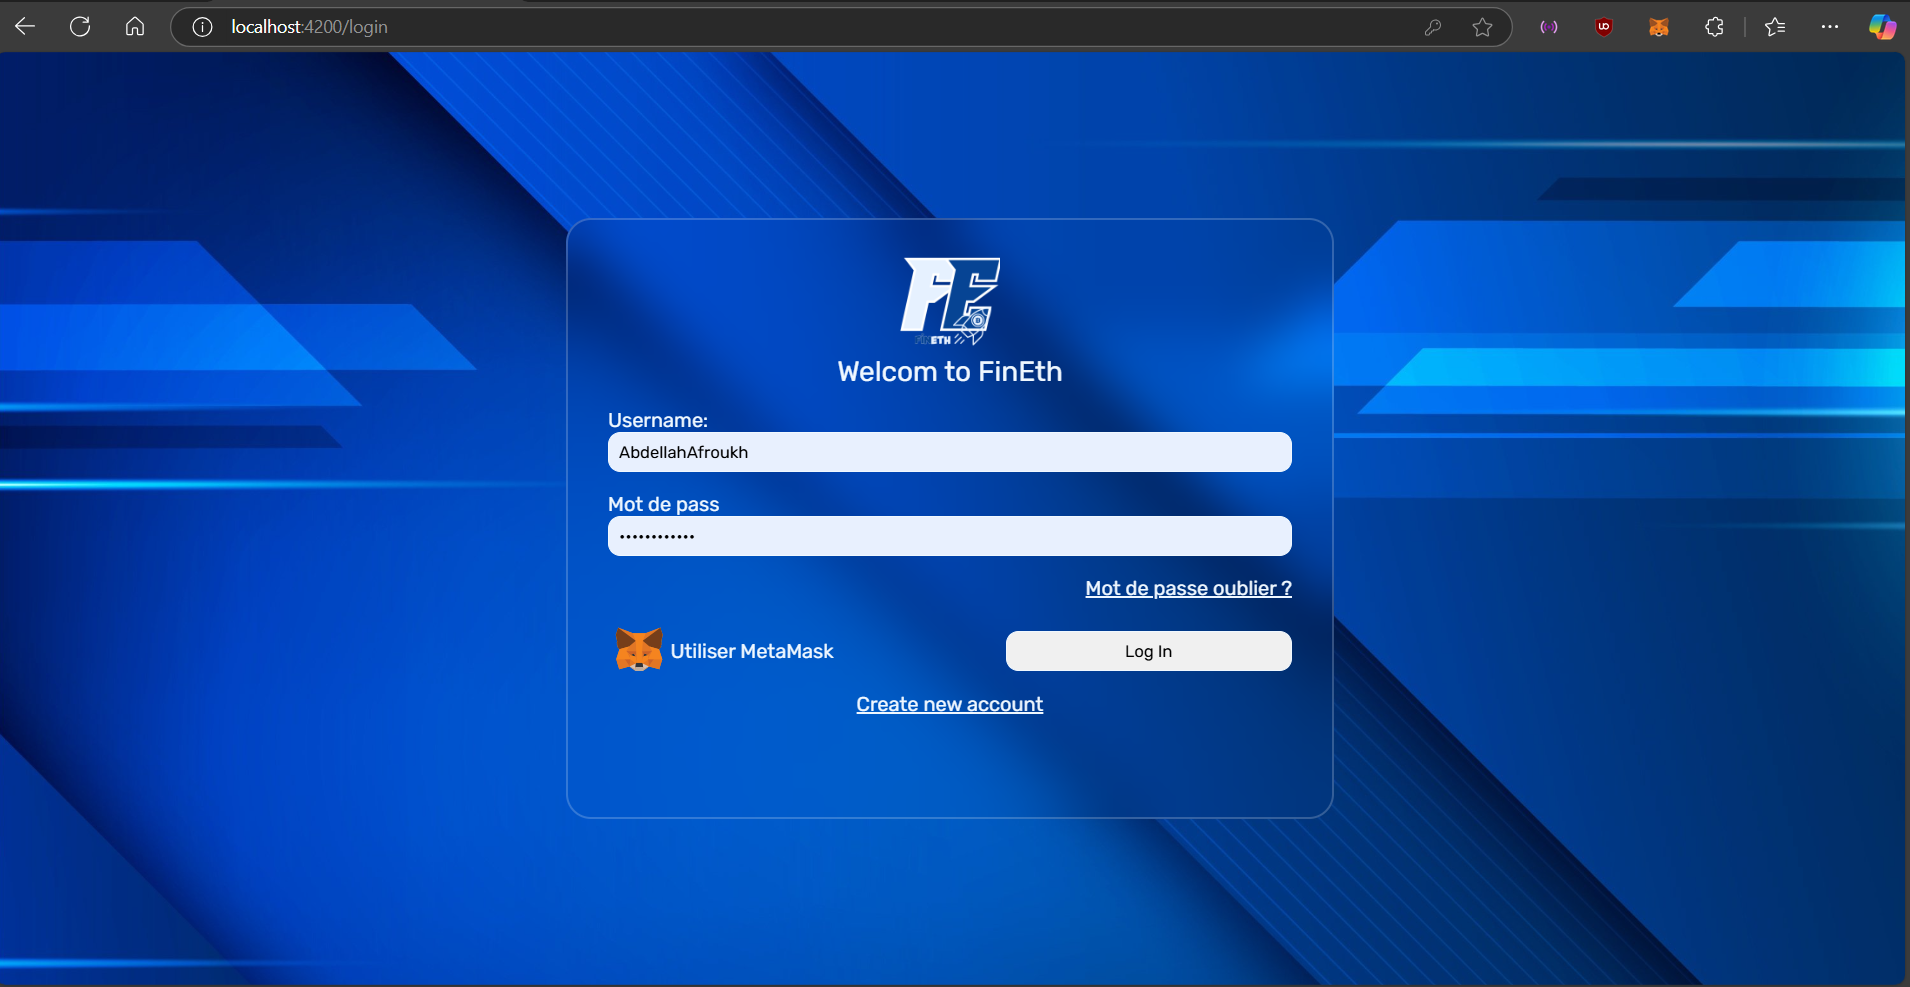 localhost:4200/login
FE
FinETH
Welcom to FinEth
Username:
AbdellahAfroukh
Mot de pass
••••••••••••
Mot de passe oublier ?
Utiliser MetaMask
Log In
Create new account